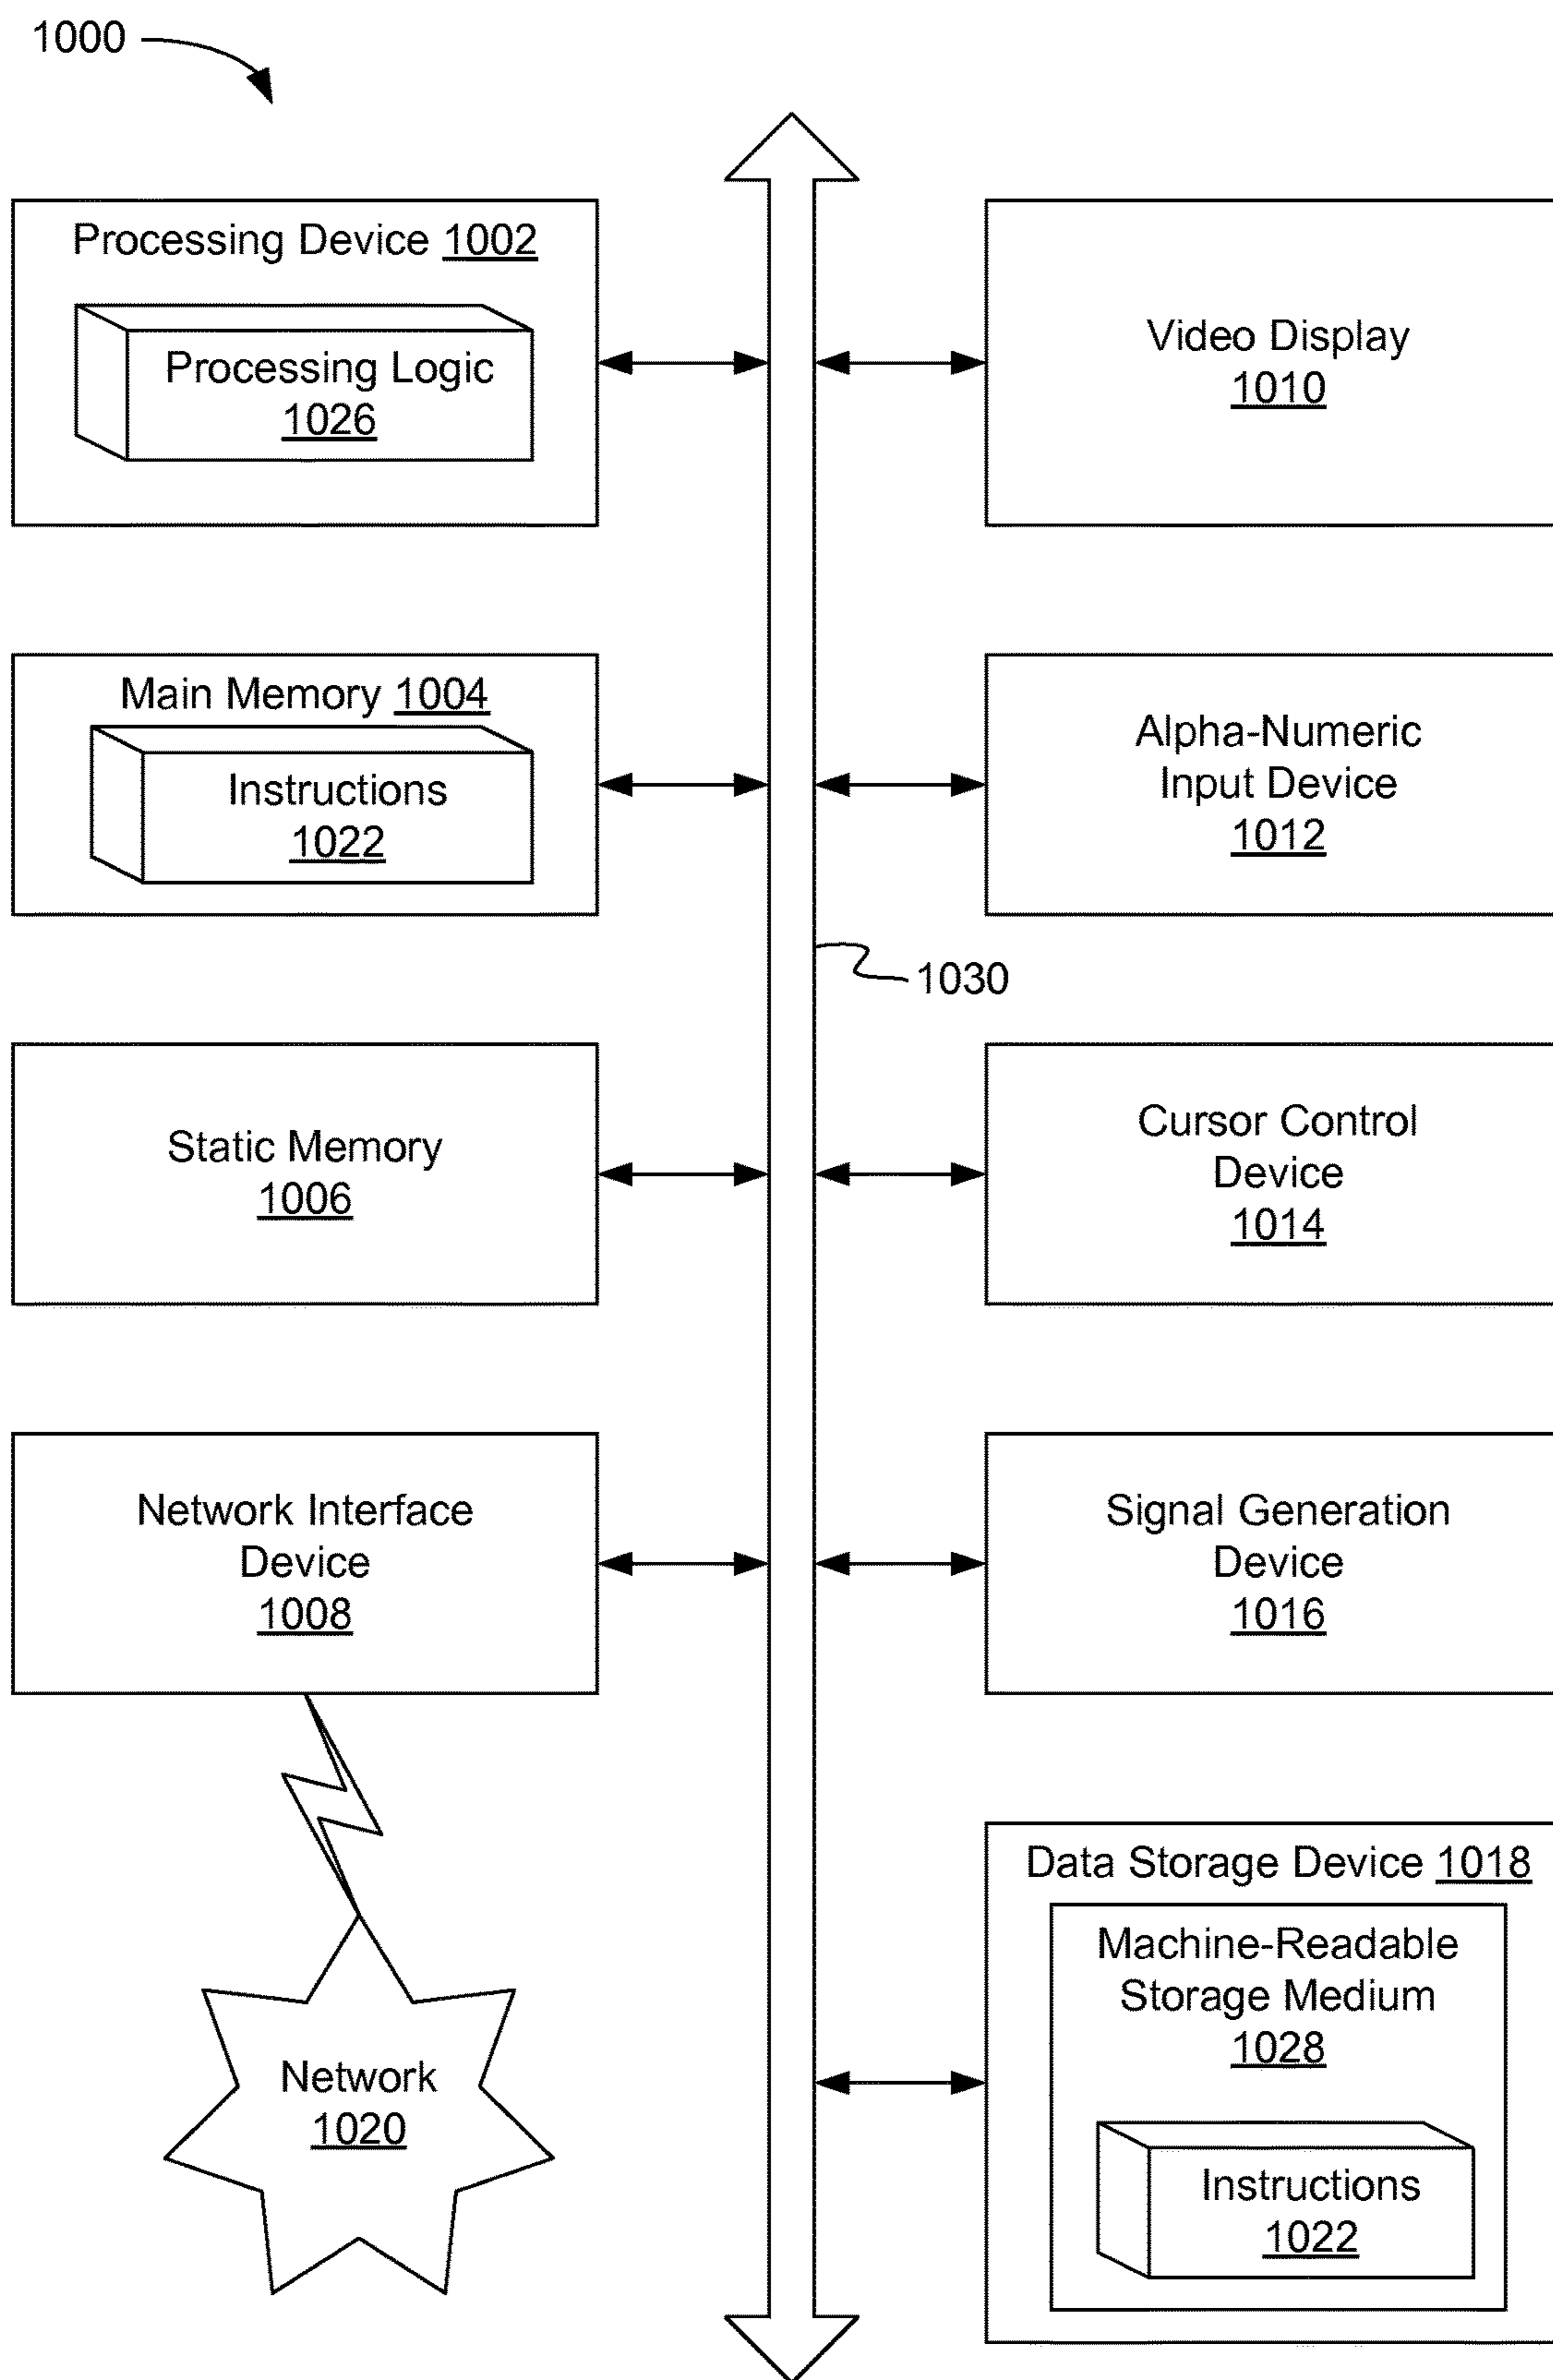 1000
Processing Device 1002
Processing Logic
1026
Main Memory 1004
Instructions
1022
Static Memory
1006
Network Interface
Device
1008
Network
1020
1030
Video Display
1010
Alpha-Numeric
Input Device
1012
Cursor Control
Device
1014
Signal Generation
Device
1016
Data Storage Device 1018
Machine-Readable
Storage Medium
1028
Instructions
1022